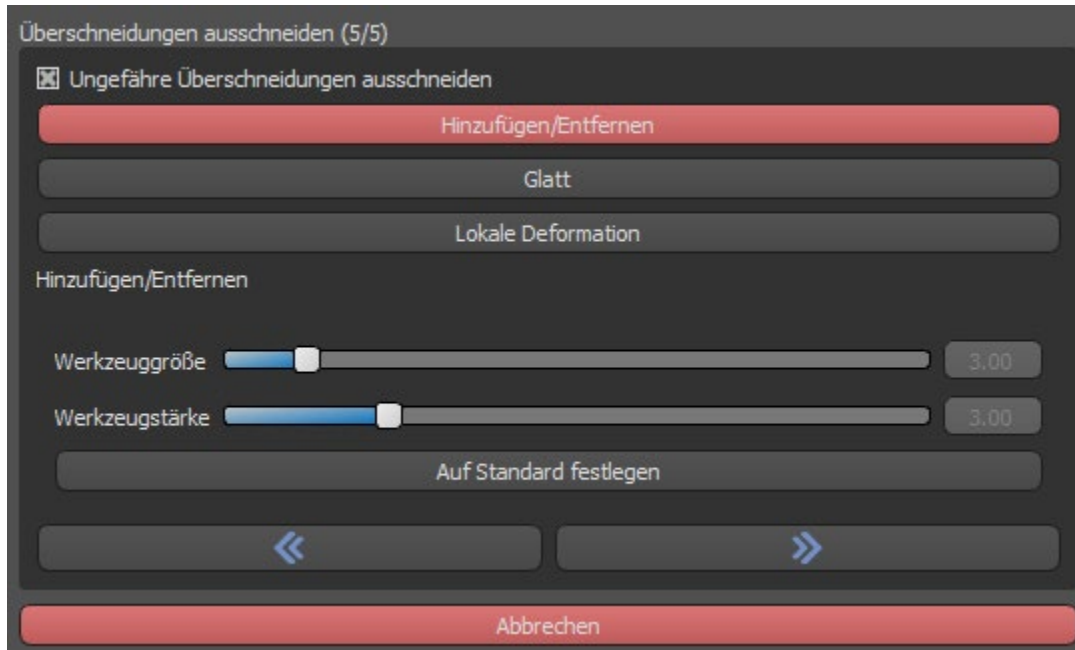 Überschneidungen ausschneiden (5/5)
Ungefähre Überschneidungen ausschneiden
Hinzufügen/Entfernen
Glatt
Lokale Deformation
Hinzufügen/Entfernen
Werkzeuggröße 3.00
Werkzeugstärke 3.00
Auf Standard festlegen
Abbrechen